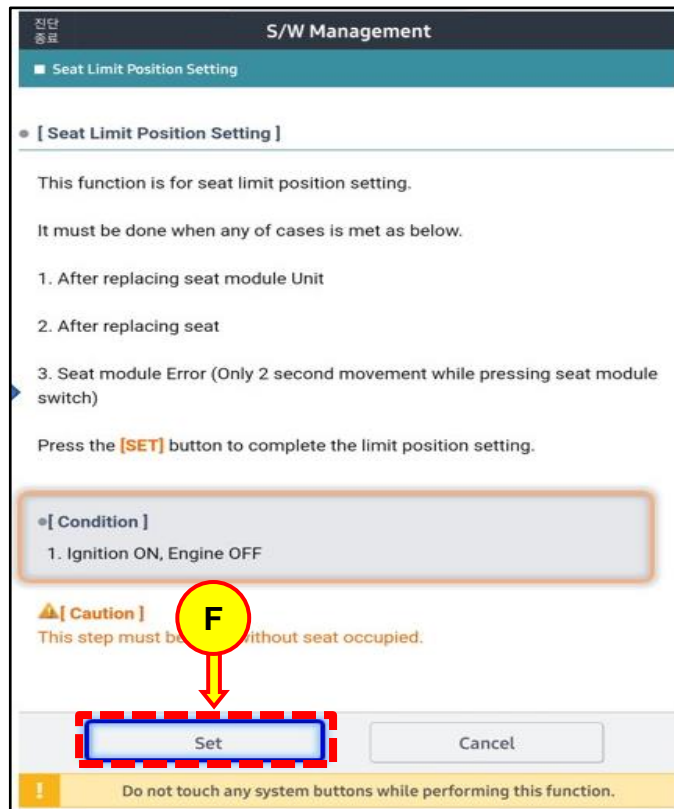 진단
종료
S/W Management
■ Seat Limit Position Setting
● [ Seat Limit Position Setting ]
This function is for seat limit position setting.
It must be done when any of cases is met as below.
1. After replacing seat module Unit
2. After replacing seat
3. Seat module Error (Only 2 second movement while pressing seat module
switch)
Press the [SET] button to complete the limit position setting.
●[ Condition ]
1. Ignition ON, Engine OFF
[ Caution ]
This step must be without seat occupied.
F
Set
Cancel
! Do not touch any system buttons while performing this function.